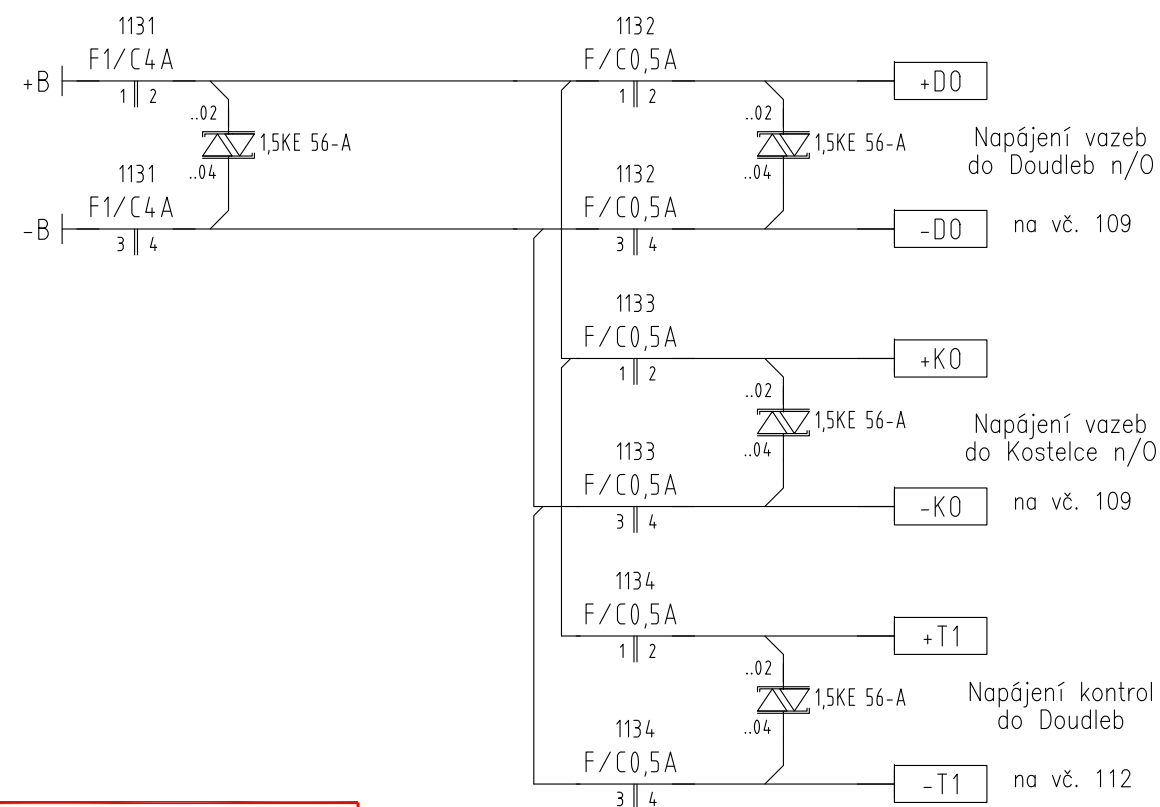 1131
F1/C4A
+B
1 2
..02
1,5KE 56-A
..04
1131
F1/C4A
-B
3 4
1132
F/C0,5A
1 2
+DO
..02
1,5KE 56-A
..04
Napájení vazeb
do Doudleb n/O
1132
F/C0,5A
3 4
-DO
na vč. 109
1133
F/C0,5A
1 2
+KO
..02
1,5KE 56-A
..04
Napájení vazeb
do Kostelce n/O
1133
F/C0,5A
3 4
-KO
na vč. 109
1134
F/C0,5A
1 2
+T1
..02
1,5KE 56-A
..04
Napájení kontrol
do Doudleb
1134
F/C0,5A
3 4
-T1
na vč. 112